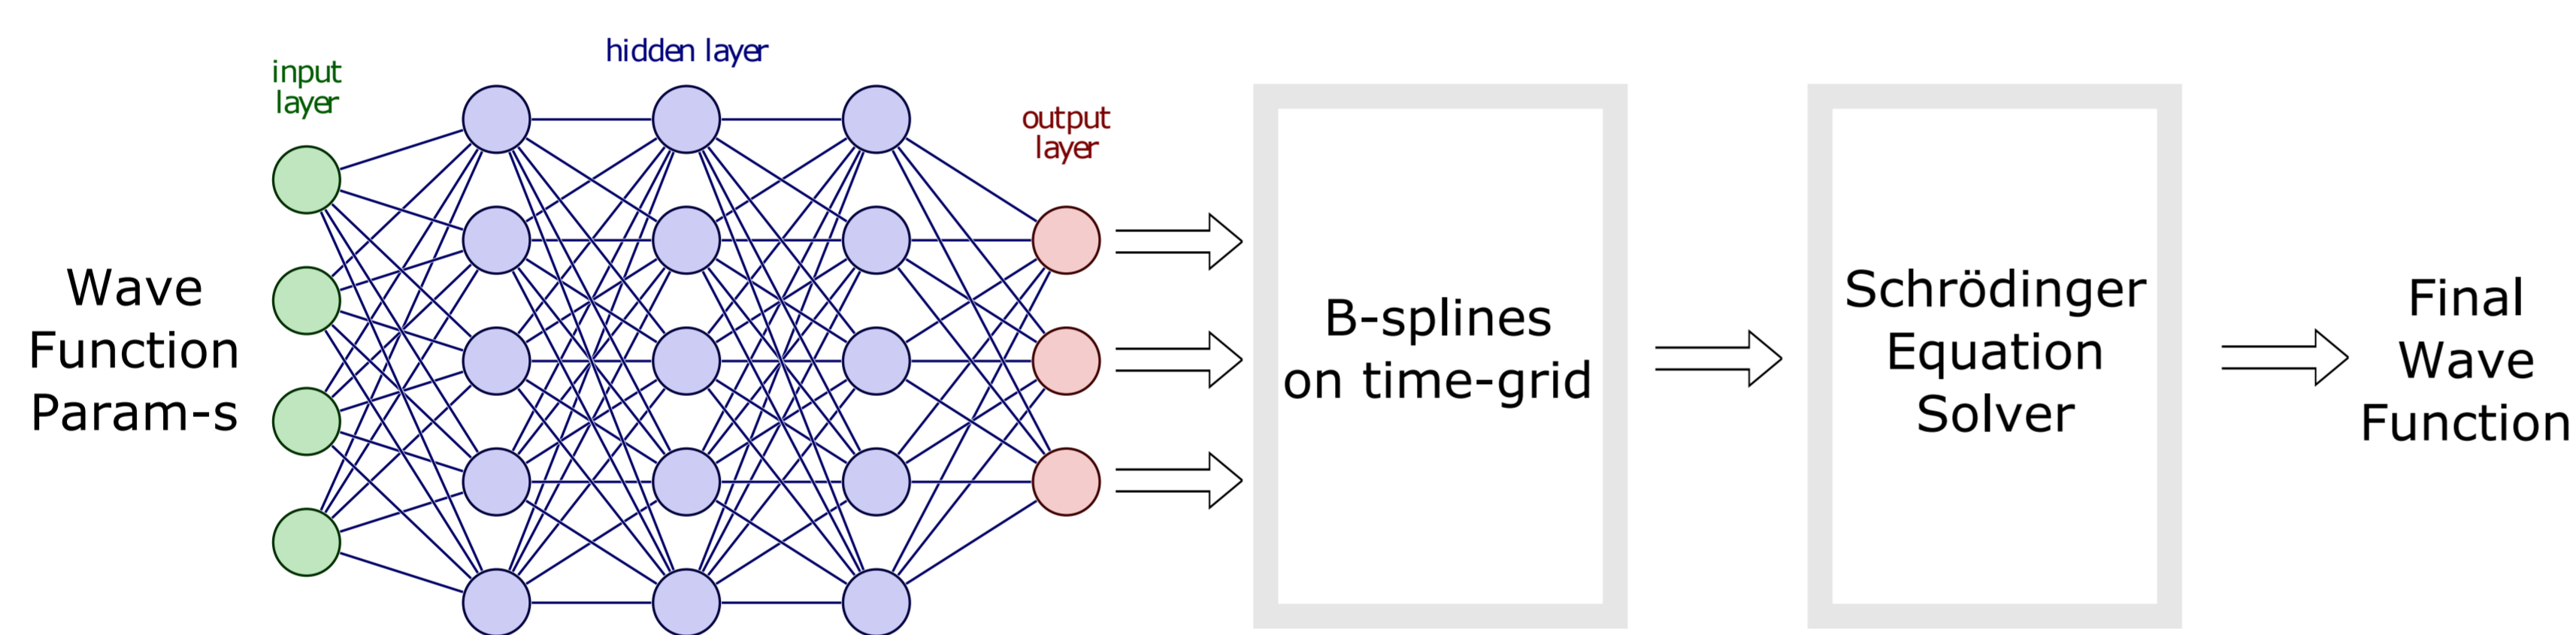 Wave
Function
Param-s
input
layer
hidden layer
output
layer
B-splines
on time-grid
Schrödinger
Equation
Solver
Final
Wave
Function